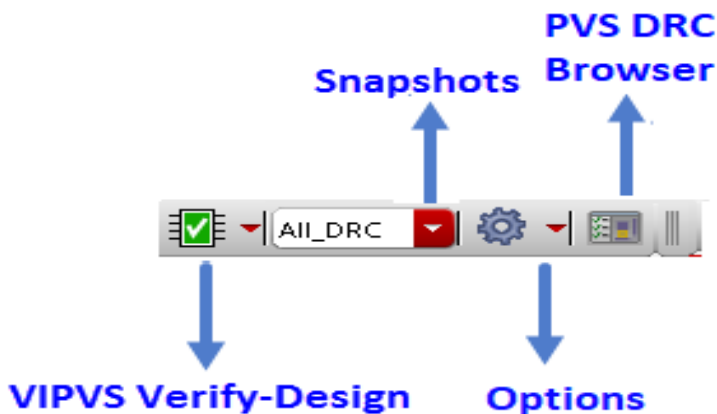 PVS DRC
Browser
Snapshots
All_DRC
VIPVS Verify-Design
Options